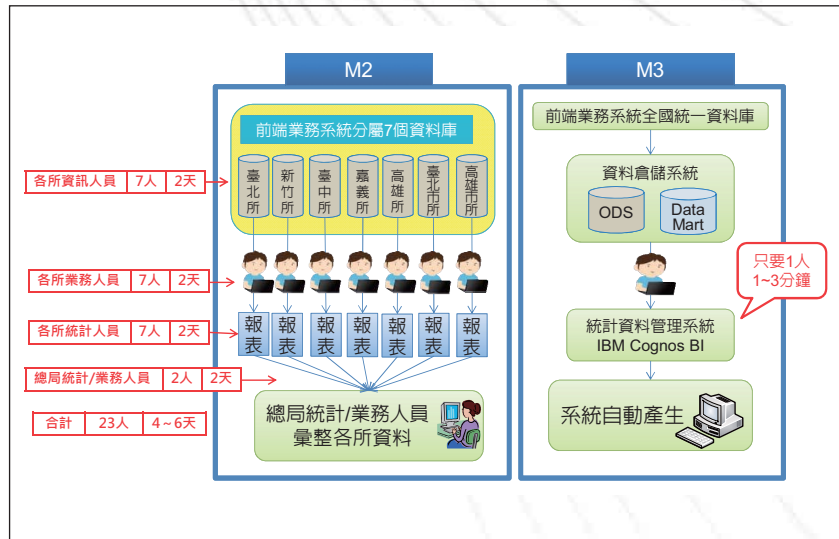 M2
前端業務系統分屬7個資料庫
臺北所
新竹所
臺中所
嘉義所
高雄所
臺北市所
高雄市所
各所資訊人員 7人 2天
各所業務人員 7人 2天
各所統計人員 7人 2天
報表
報表
報表
報表
報表
報表
報表
總局統計/業務人員 2人 2天
合計 23人 4~6天
總局統計/業務人員
彙整各所資料
M3
前端業務系統全國統一資料庫
資料倉儲系統
ODS
Data
Mart
只要1人
1~3分鐘
統計資料管理系統
IBM Cognos BI
系統自動產生